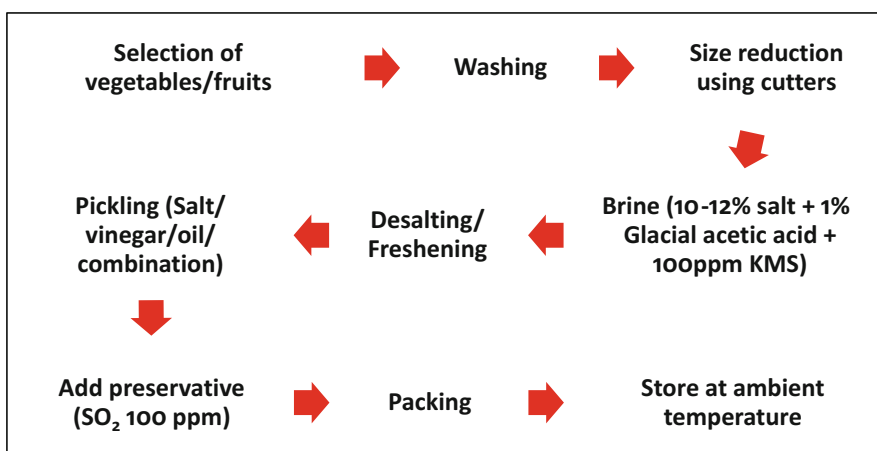 Selection of
vegetables/fruits
Washing
Size reduction
using cutters
Brine (10-12% salt + 1%
Glacial acetic acid +
100ppm KMS)
Desalting/
Freshening
Pickling (Salt/
vinegar/oil/
combination)
Add preservative
(SO₂ 100 ppm)
Packing
Store at ambient
temperature